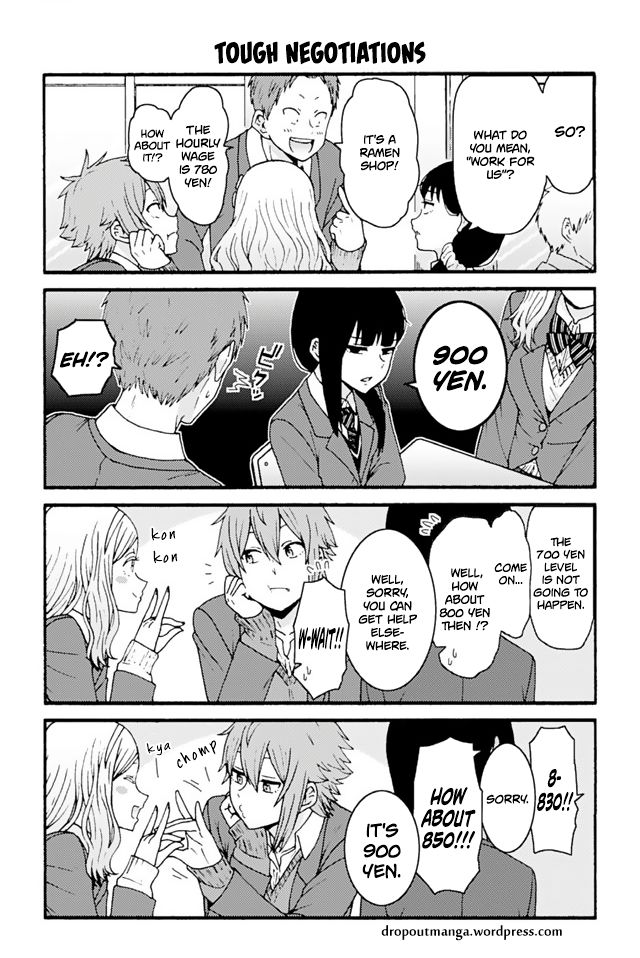 TOUGH NEGOTIATIONS
SO?
WHAT DO
YOU MEAN,
"WORK FOR
US"?
IT'S A
RAMEN
SHOP!
THE
HOURLY
WAGE
IS 780
YEN!
HOW
ABOUT
IT!?
900
YEN.
ビクッ
EH!?
THE
700 YEN
LEVEL
IS NOT
GOING TO
HAPPEN.
COME
ON...
WELL,
HOW
ABOUT
800 YEN
THEN !?
WELL,
SORRY,
YOU CAN
GET HELP
ELSE-
WHERE.
W-WAIT!!
kon
kon
8-
830!!
SORRY.
HOW
ABOUT
850!!!
IT'S
900
YEN.
chomp
kya
dropoutmanga.wordpress.com